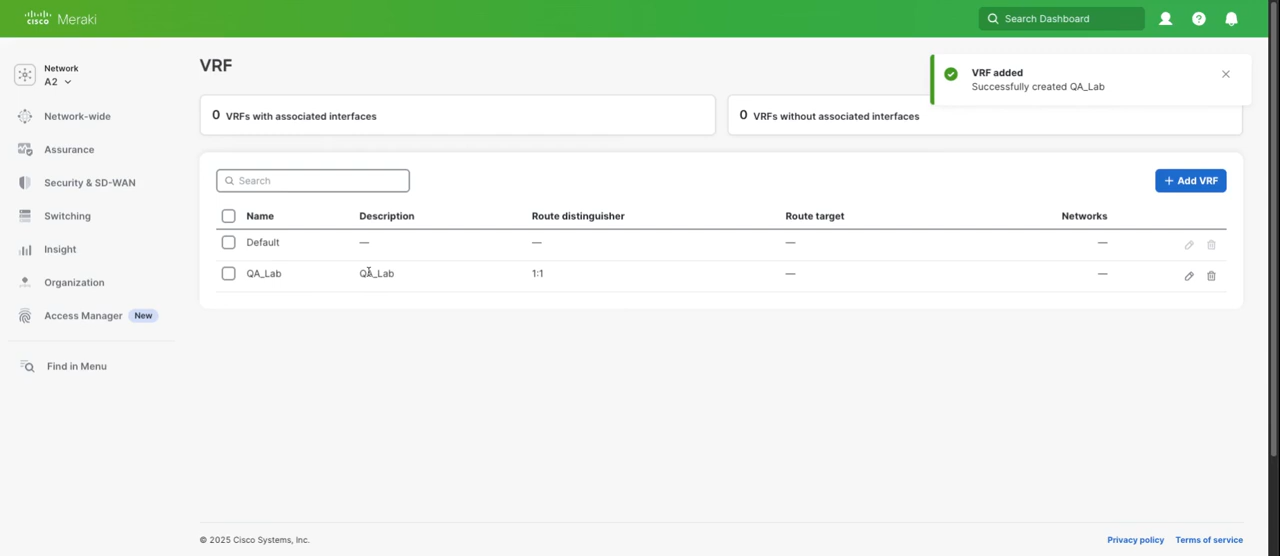 CISCO Meraki
Search Dashboard
Network
A2
Network-wide
Assurance
Security & SD-WAN
Switching
Insight
Organization
Access Manager New
Find in Menu
VRF
VRF added
Successfully created QA_Lab
0 VRFs with associated interfaces
0 VRFs without associated interfaces
Search
+ Add VRF
Name Description Route distinguisher Route target Networks
Default — — — —
QA_Lab QA_Lab 1:1 — —
© 2025 Cisco Systems, Inc.
Privacy policy Terms of service